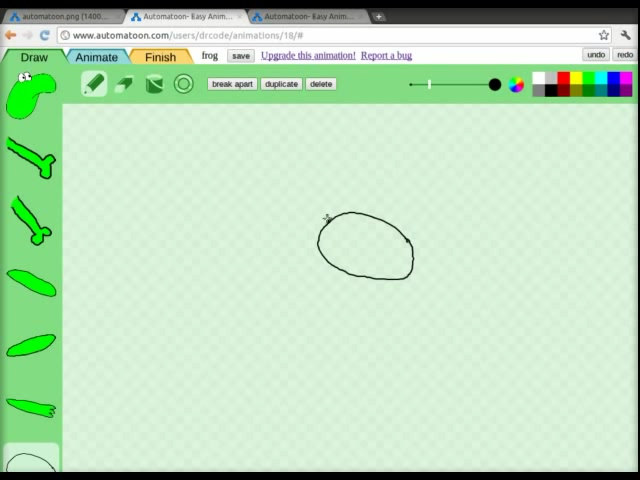 automatoon.png (1400...
Automatoon- Easy Anim...
Automatoon- Easy Anim...
www.automatoon.com/users/drcode/animations/18/#
Draw Animate Finish frog save Upgrade this animation! Report a bug undo redo
break apart duplicate delete